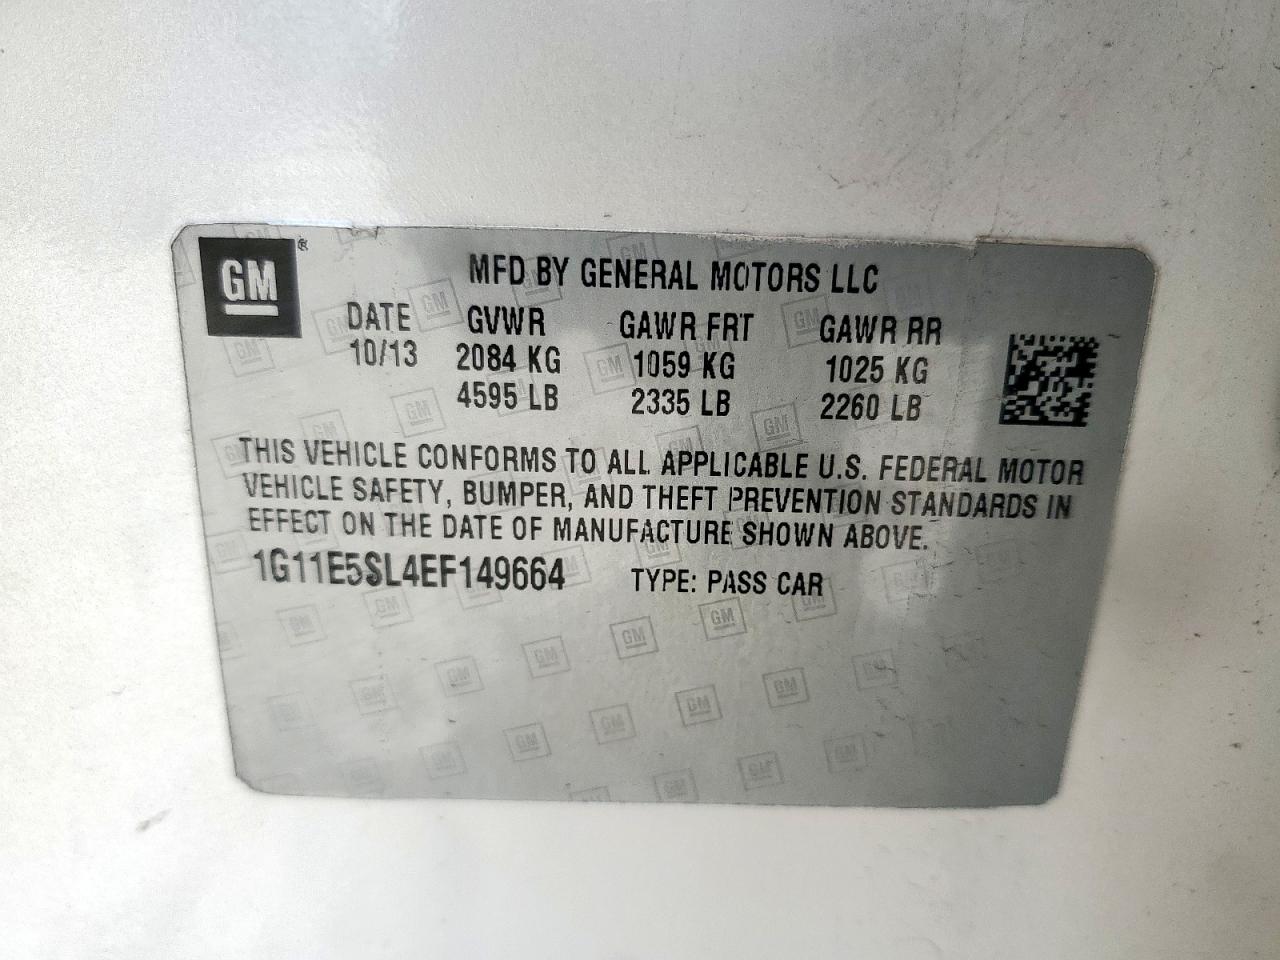 GM ®
MFD BY GENERAL MOTORS LLC
DATE GVWR GAWR FRT GAWR RR
10/13 2084 KG 1059 KG 1025 KG
4595 LB 2335 LB 2260 LB
THIS VEHICLE CONFORMS TO ALL APPLICABLE U.S. FEDERAL MOTOR
VEHICLE SAFETY, BUMPER, AND THEFT PREVENTION STANDARDS IN
EFFECT ON THE DATE OF MANUFACTURE SHOWN ABOVE.
1G11E5SL4EF149664 TYPE: PASS CAR